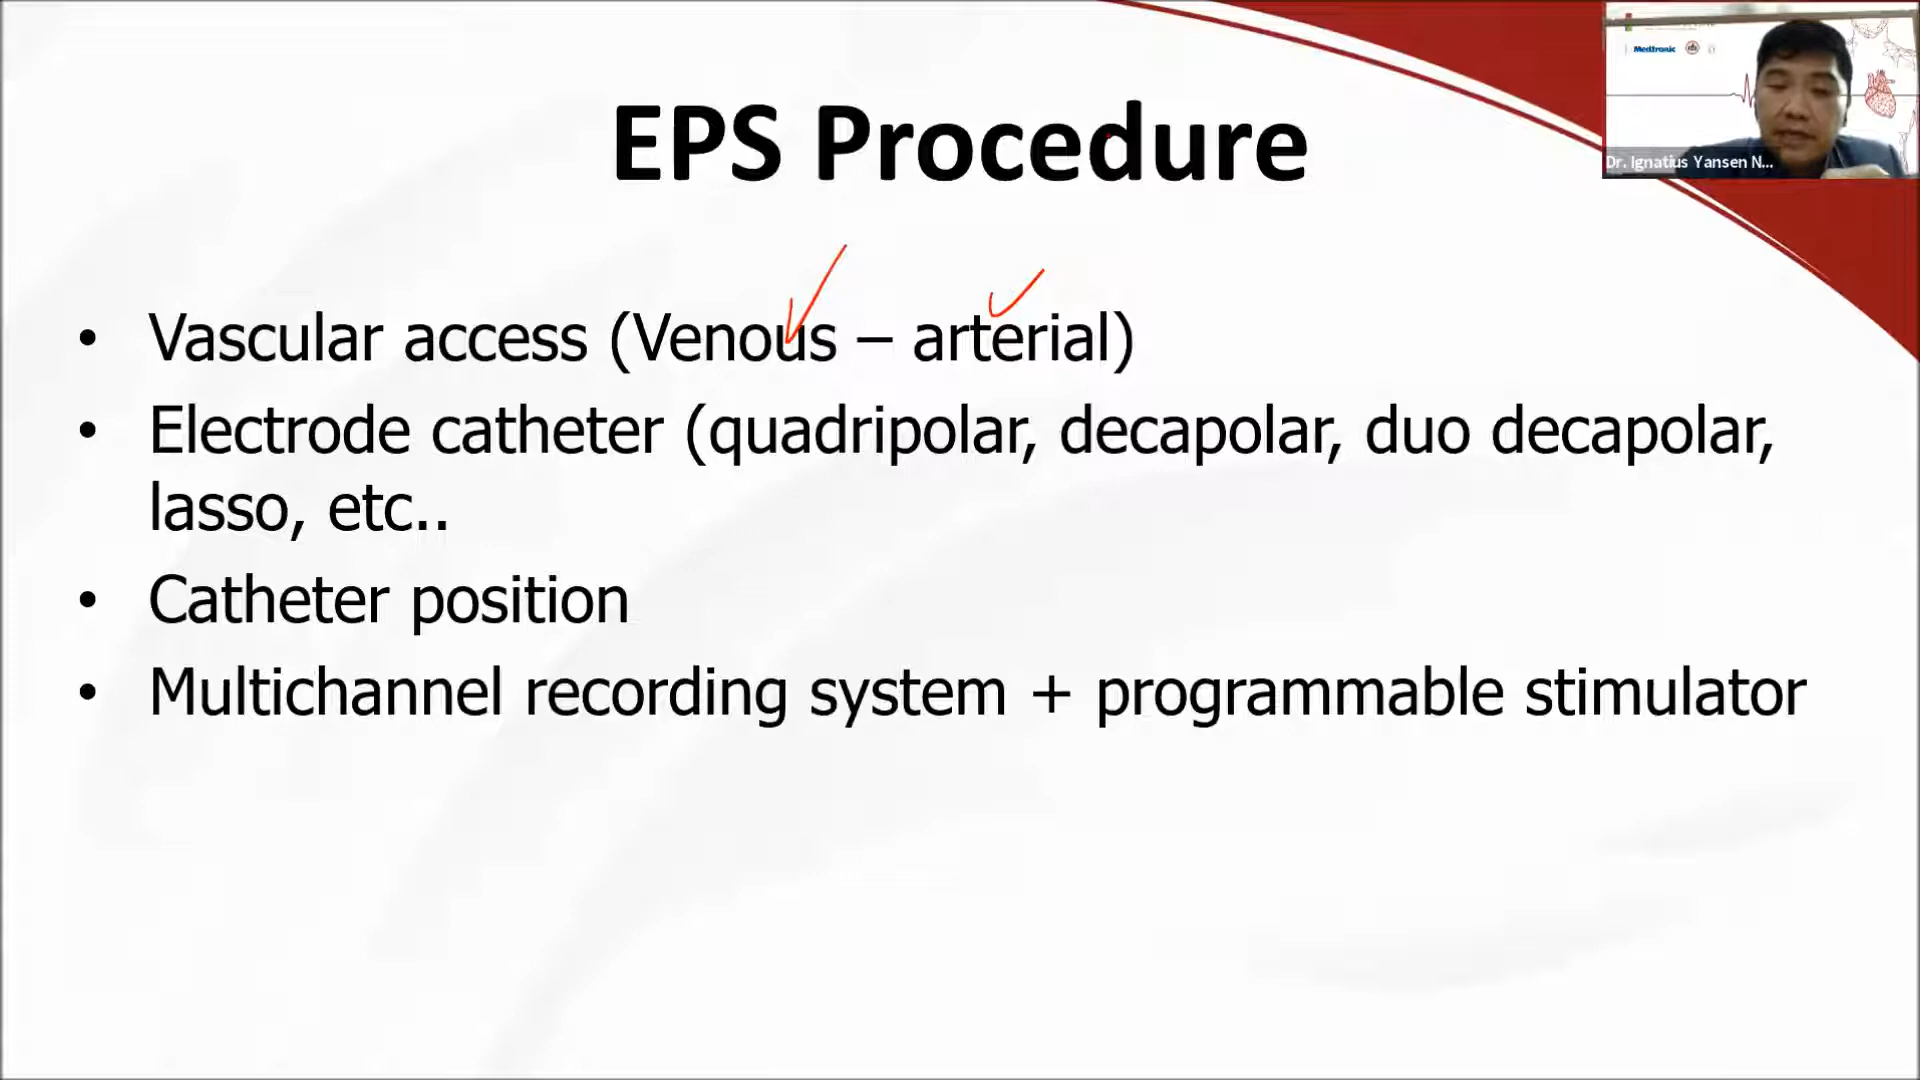 EPS Procedure
Medtronic
Dr. Ignatius Yansen N...
• Vascular access (Venous – arterial)
• Electrode catheter (quadripolar, decapolar, duo decapolar,
lasso, etc..
• Catheter position
• Multichannel recording system + programmable stimulator